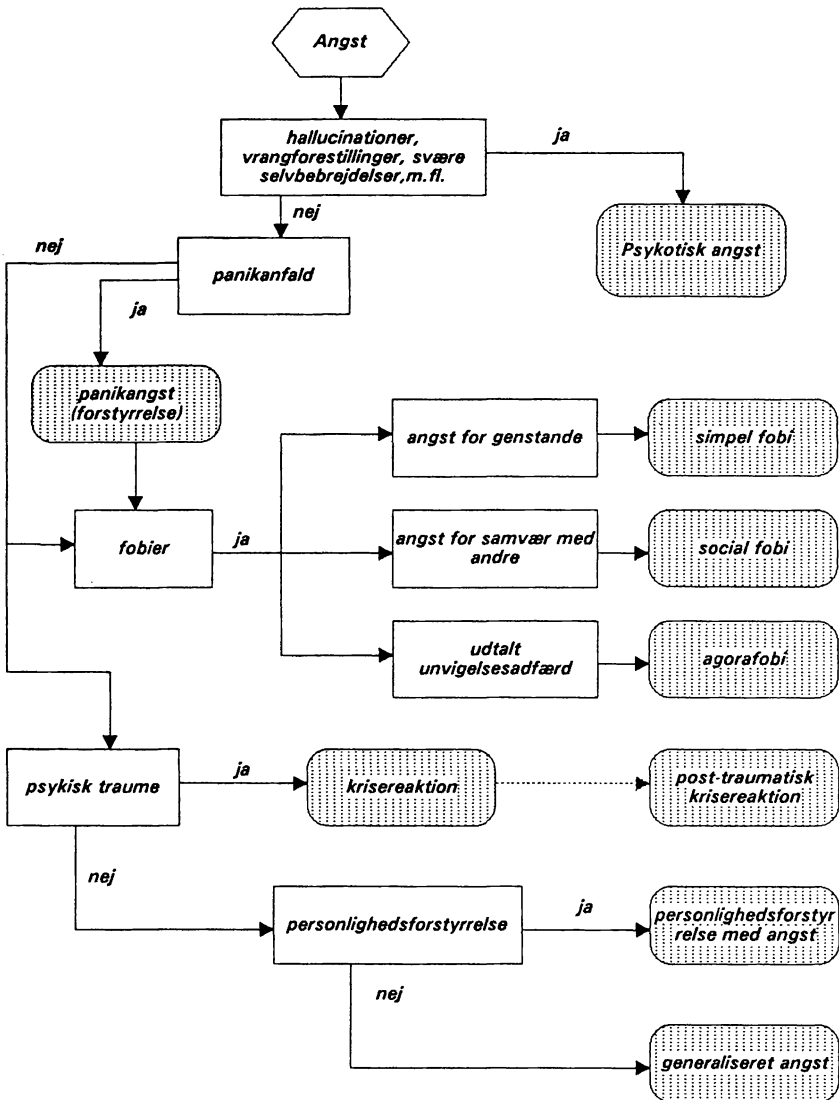 Angst
hallucinationer,
vrangforestillinger, svære
selvbebrejdelser,m.fl.
ja
nej
Psykotisk angst
nej
panikanfald
ja
panikangst
(forstyrrelse)
angst for genstande
simpel fobi
fobier
ja
angst for samvær med
andre
social fobi
udtalt
unvigelsesadfærd
agorafobi
psykisk traume
ja
krisereaktion
post-traumatisk
krisereaktion
nej
personlighedsforstyrrelse
ja
personlighedsforstyr
relse med angst
nej
generaliseret angst